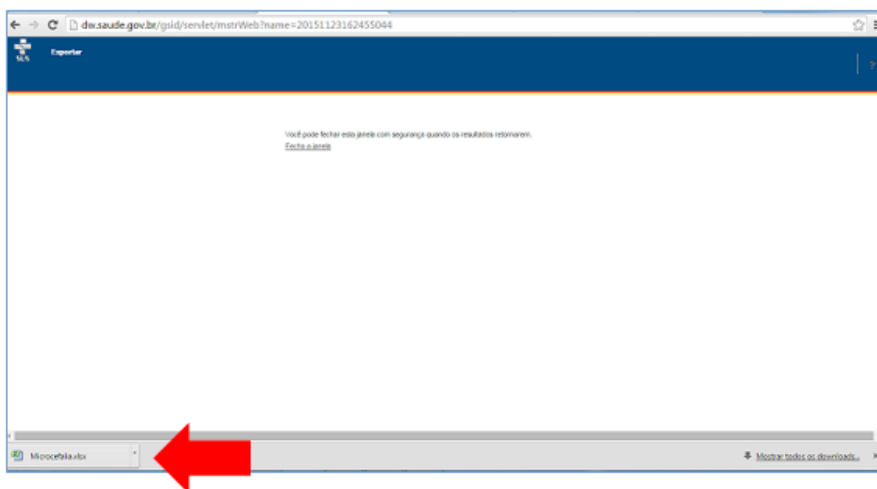 dw.saude.gov.br/gsid/servlet/mstrWeb?name=20151123162455044
SUS
Exportar
?
Você pode fechar esta janela com segurança quando os resultados retornarem.
Fecha a janela
Microcefalia.xlsx
Mostrar todos os downloads...